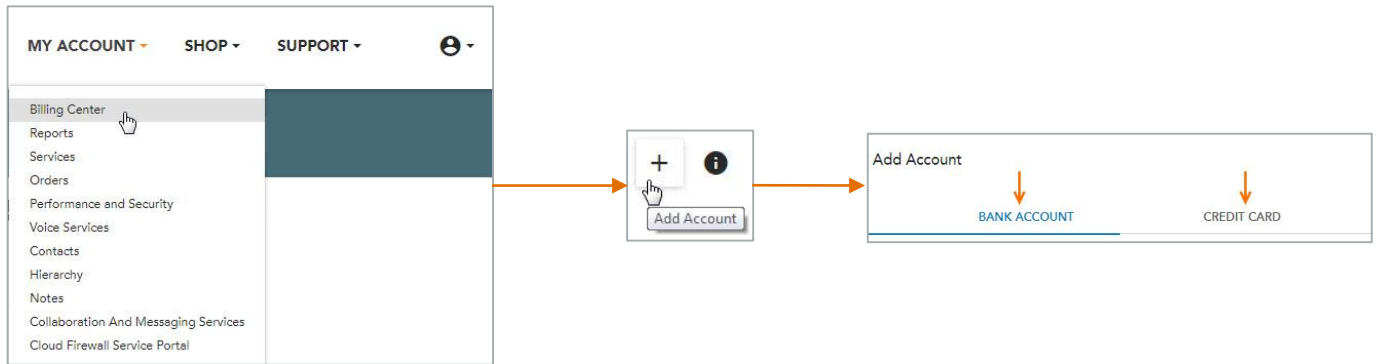 MY ACCOUNT SHOP SUPPORT
Billing Center
Reports
Services
Orders
Performance and Security
Voice Services
Contacts
Hierarchy
Notes
Collaboration And Messaging Services
Cloud Firewall Service Portal
Add Account
Add Account
BANK ACCOUNT CREDIT CARD